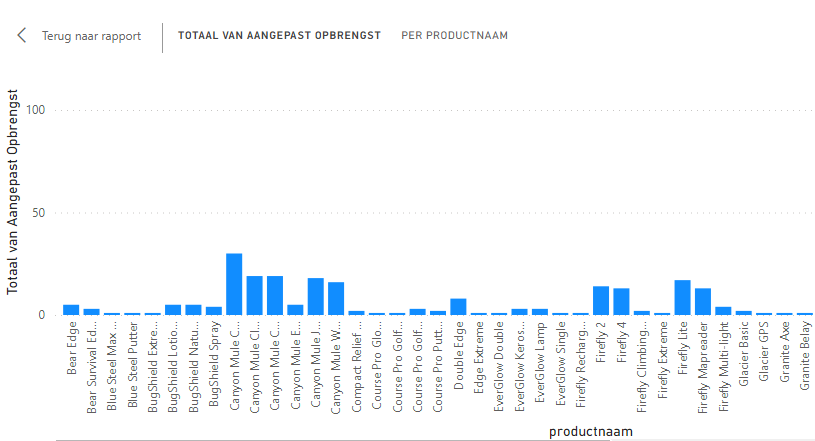 Terug naar rapport
TOTAAL VAN AANGEPAST OPBRENGST
PER PRODUCTNAAM
Totaal van Aangepast Opbrengst
100
50
0
Bear Edge
Bear Survival Ed...
Blue Steel Max ...
Blue Steel Putter
BugShield Extre...
BugShield Lotio...
BugShield Natu...
BugShield Spray
Canyon Mule C...
Canyon Mule Cl...
Canyon Mule C...
Canyon Mule E...
Canyon Mule J...
Canyon Mule W...
Compact Relief ...
Course Pro Glo...
Course Pro Golf...
Course Pro Golf...
Course Pro Putt...
Double Edge
Edge Extreme
EverGlow Double
EverGlow Keros...
EverGlow Lamp
EverGlow Single
Firefly Recharg...
Firefly 2
Firefly 4
Firefly Climbing...
Firefly Extreme
Firefly Lite
Firefly Mapreader
Firefly Multi-light
Glacier Basic
Glacier GPS
Granite Axe
Granite Belay
productnaam